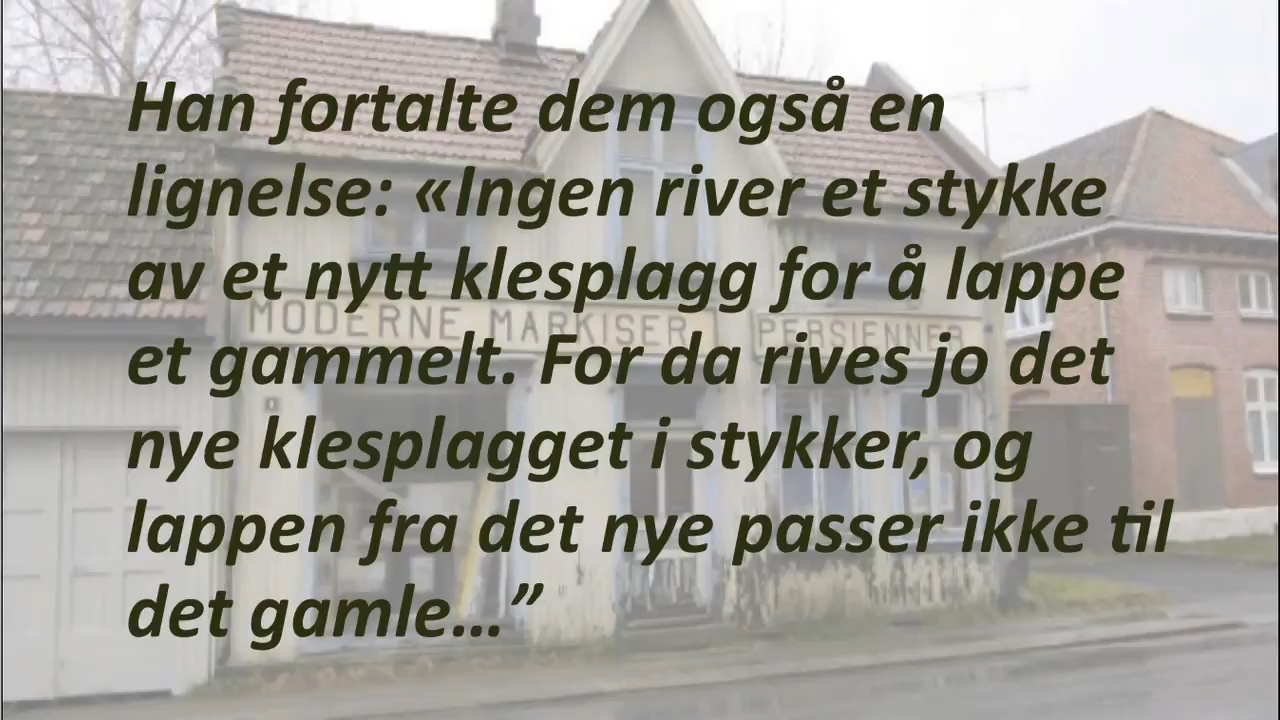 Han fortalte dem også en
lignelse: «Ingen river et stykke
av et nytt klesplagg for å lappe
et gammelt. For da rives jo det
nye klesplagget i stykker, og
lappen fra det nye passer ikke til
det gamle…”
MODERNE MARKISER PERSIENNER